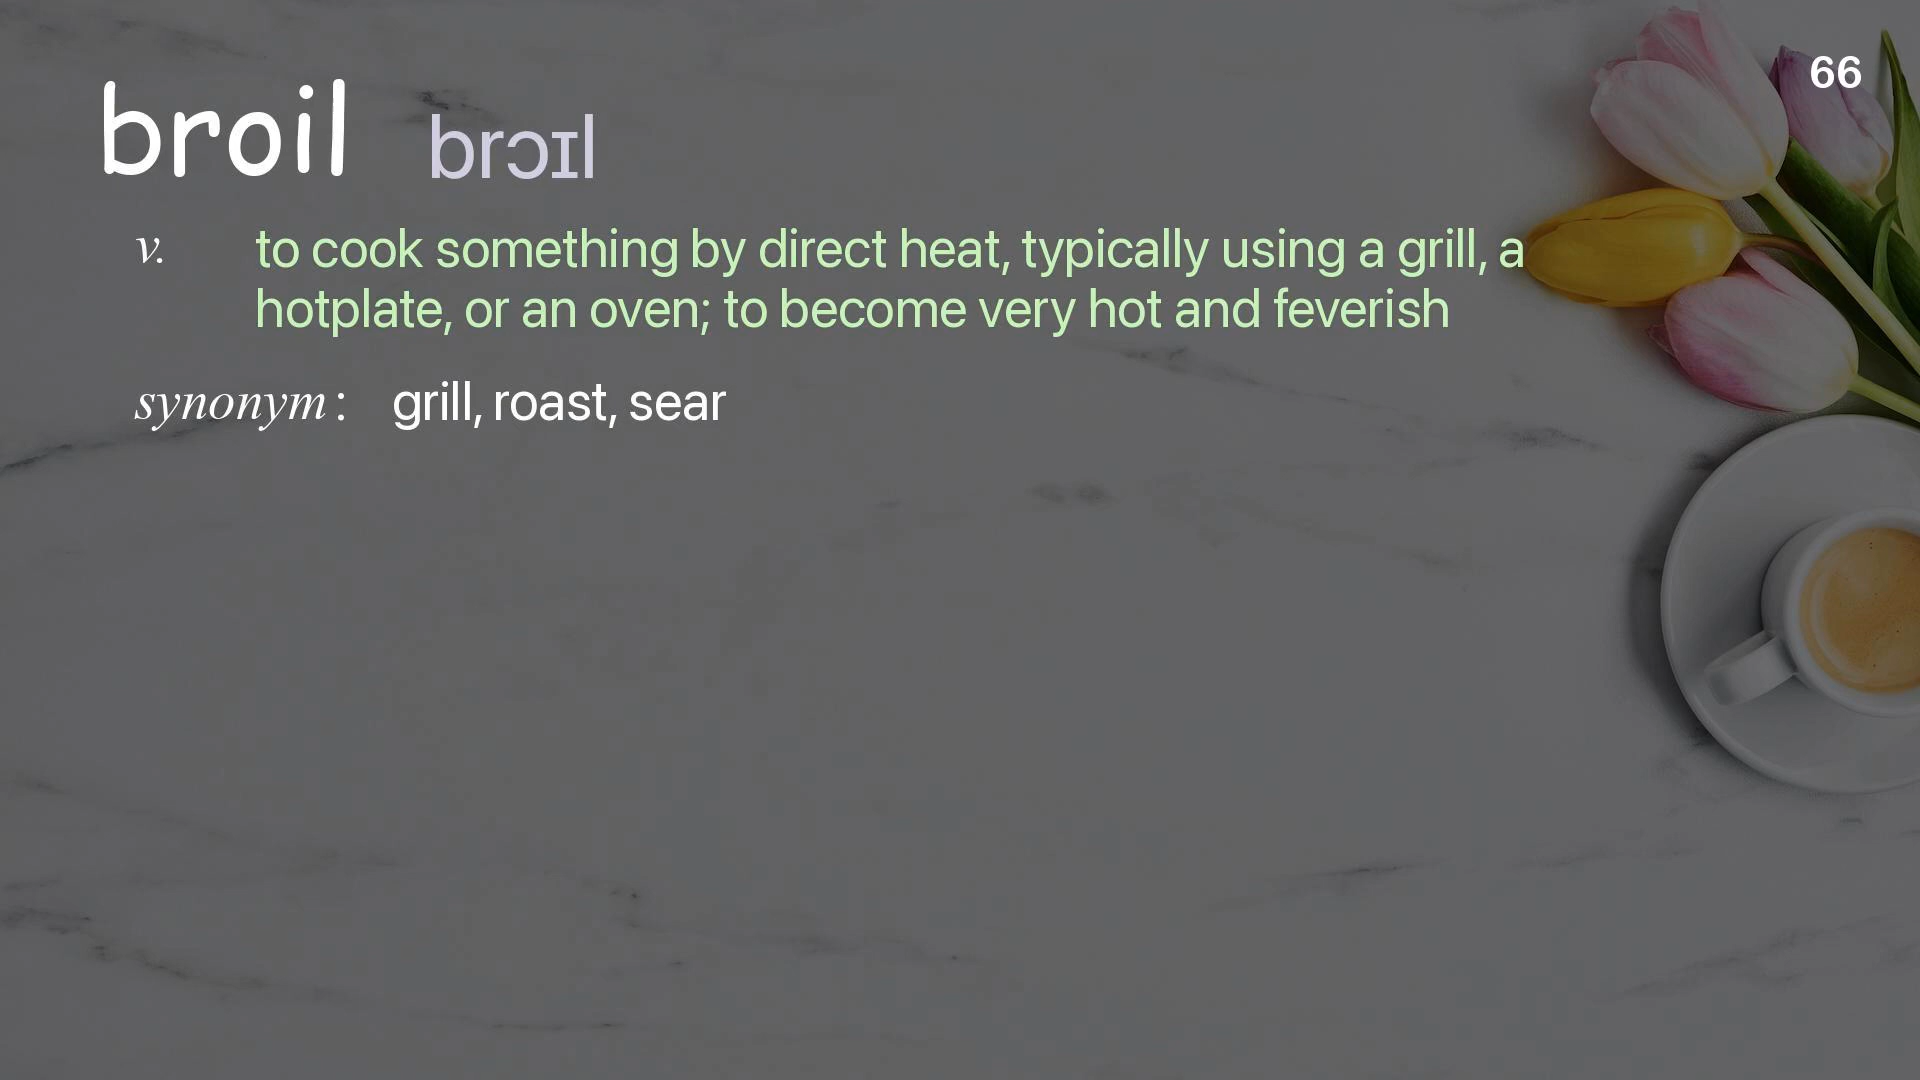 66
broil brɔɪl
v. to cook something by direct heat, typically using a grill, a
hotplate, or an oven; to become very hot and feverish
synonym : grill, roast, sear